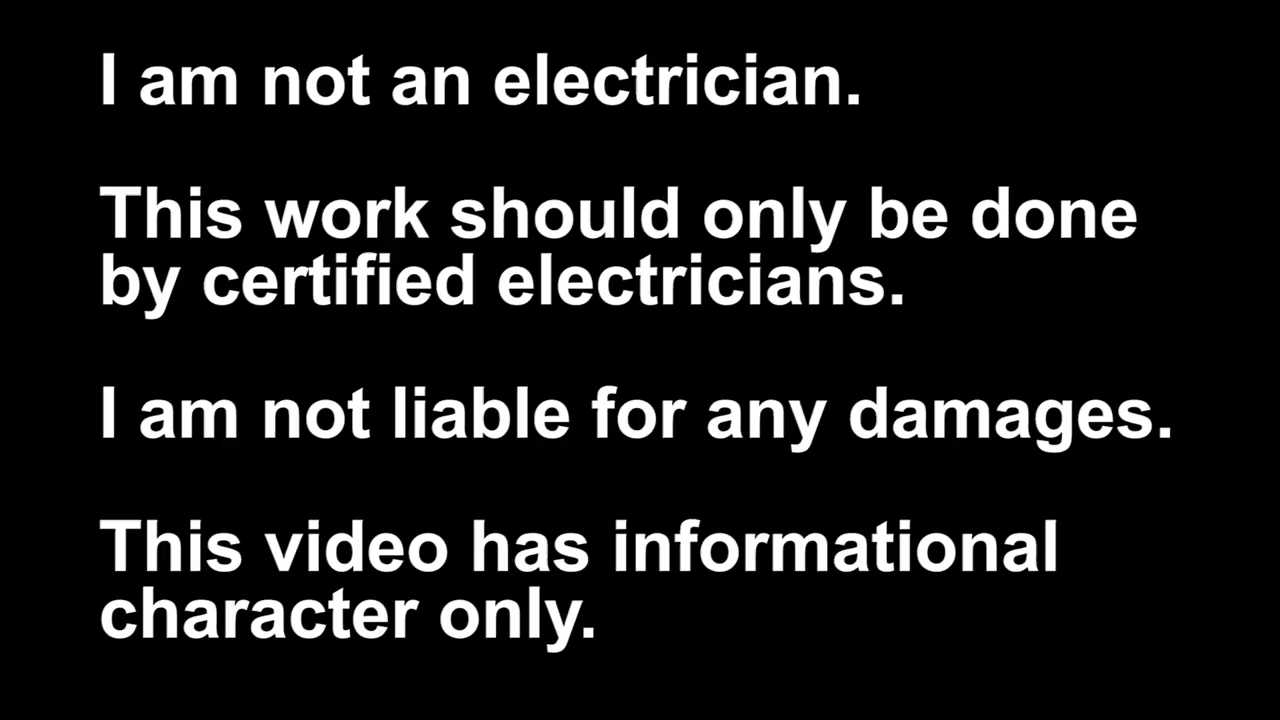 I am not an electrician.
This work should only be done
by certified electricians.
I am not liable for any damages.
This video has informational
character only.